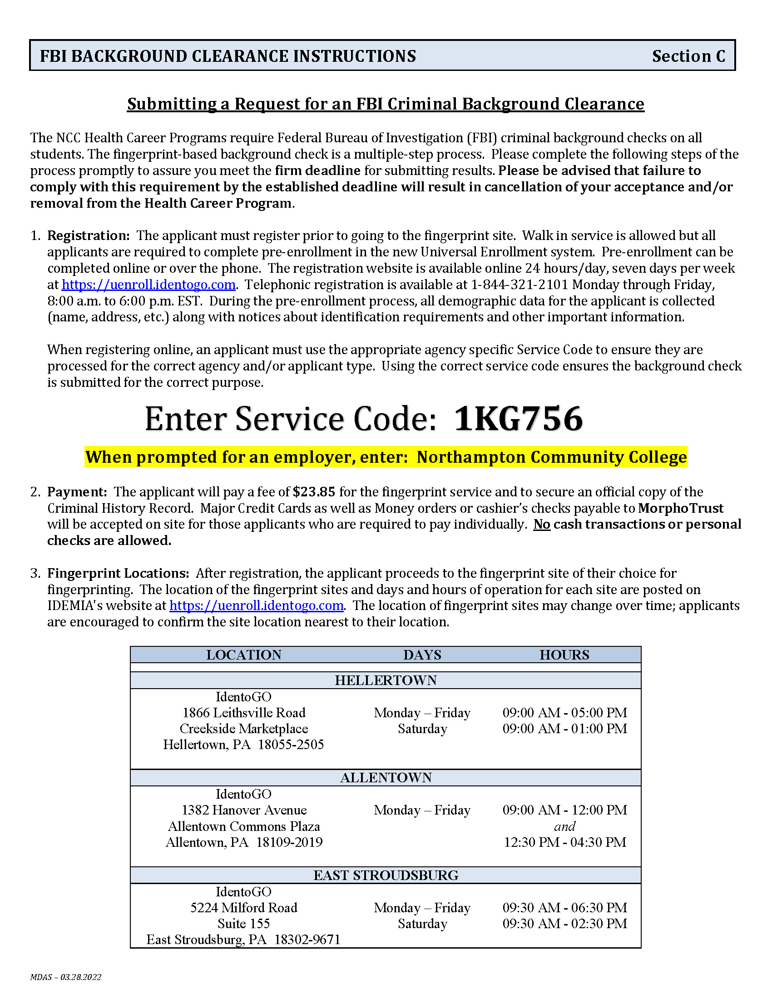 FBI BACKGROUND CLEARANCE INSTRUCTIONS Section C
Submitting a Request for an FBI Criminal Background Clearance
The NCC Health Career Programs require Federal Bureau of Investigation (FBI) criminal background checks on all
students. The fingerprint-based background check is a multiple-step process. Please complete the following steps of the
process promptly to assure you meet the firm deadline for submitting results. Please be advised that failure to
comply with this requirement by the established deadline will result in cancellation of your acceptance and/or
removal from the Health Career Program.
1. Registration: The applicant must register prior to going to the fingerprint site. Walk in service is allowed but all
applicants are required to complete pre-enrollment in the new Universal Enrollment system. Pre-enrollment can be
completed online or over the phone. The registration website is available online 24 hours/day, seven days per week
at https://uenroll.identogo.com. Telephonic registration is available at 1-844-321-2101 Monday through Friday,
8:00 a.m. to 6:00 p.m. EST. During the pre-enrollment process, all demographic data for the applicant is collected
(name, address, etc.) along with notices about identification requirements and other important information.
When registering online, an applicant must use the appropriate agency specific Service Code to ensure they are
processed for the correct agency and/or applicant type. Using the correct service code ensures the background check
is submitted for the correct purpose.
Enter Service Code: 1KG756
When prompted for an employer, enter: Northampton Community College
2. Payment: The applicant will pay a fee of $23.85 for the fingerprint service and to secure an official copy of the
Criminal History Record. Major Credit Cards as well as Money orders or cashier's checks payable to MorphoTrust
will be accepted on site for those applicants who are required to pay individually. No cash transactions or personal
checks are allowed.
3. Fingerprint Locations: After registration, the applicant proceeds to the fingerprint site of their choice for
fingerprinting. The location of the fingerprint sites and days and hours of operation for each site are posted on
IDEMIA's website at https://uenroll.identogo.com. The location of fingerprint sites may change over time; applicants
are encouraged to confirm the site location nearest to their location.
LOCATION DAYS HOURS
HELLERTOWN
IdentoGO
1866 Leithsville Road Monday – Friday 09:00 AM - 05:00 PM
Creekside Marketplace Saturday 09:00 AM - 01:00 PM
Hellertown, PA 18055-2505
ALLENTOWN
IdentoGO
1382 Hanover Avenue Monday – Friday 09:00 AM - 12:00 PM
Allentown Commons Plaza and
Allentown, PA 18109-2019 12:30 PM - 04:30 PM
EAST STROUDSBURG
IdentoGO
5224 Milford Road Monday – Friday 09:30 AM - 06:30 PM
Suite 155 Saturday 09:30 AM - 02:30 PM
East Stroudsburg, PA 18302-9671
MDAS – 03.28.2022